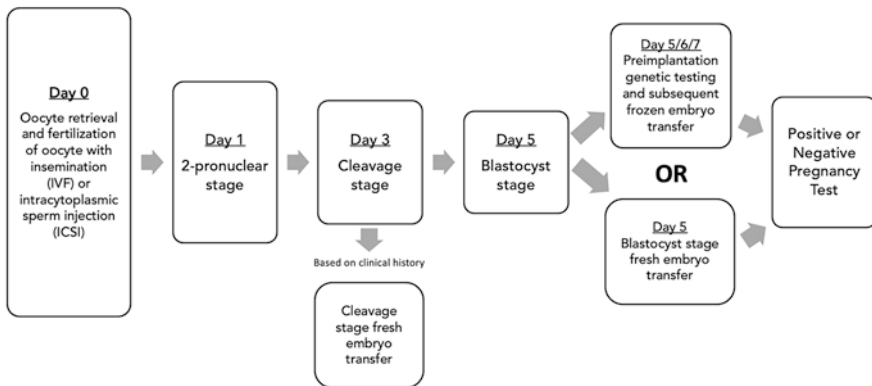 Day 0
Oocyte retrieval
and fertilization
of oocyte with
insemination
(IVF) or
intracytoplasmic
sperm injection
(ICSI)
Day 1
2-pronuclear
stage
Day 3
Cleavage
stage
Based on clinical history
Cleavage
stage fresh
embryo
transfer
Day 5
Blastocyst
stage
Day 5/6/7
Preimplantation
genetic testing
and subsequent
frozen embryo
transfer
OR
Day 5
Blastocyst stage
fresh embryo
transfer
Positive or
Negative
Pregnancy
Test